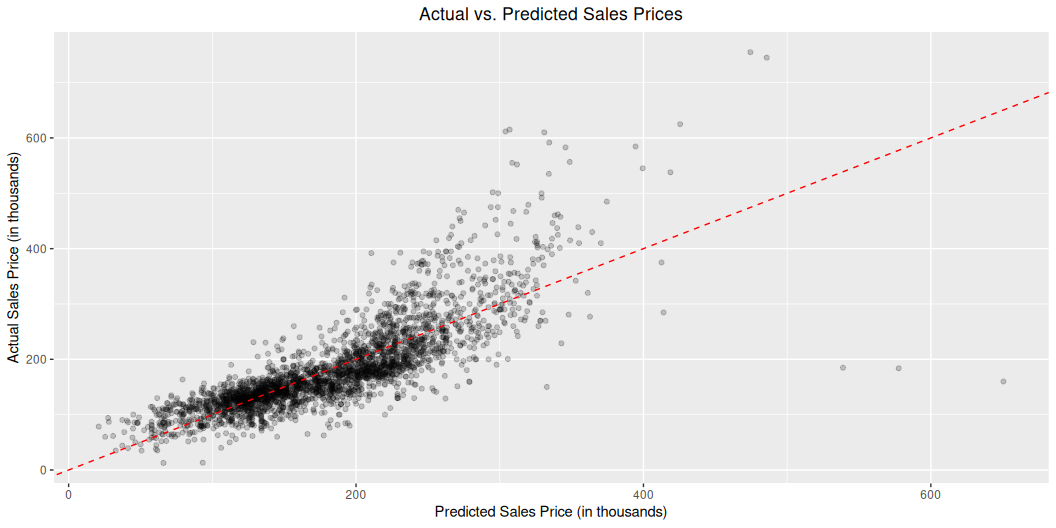 Actual vs. Predicted Sales Prices
Actual Sales Price (in thousands)
600
400
200
0
0 200 400 600
Predicted Sales Price (in thousands)